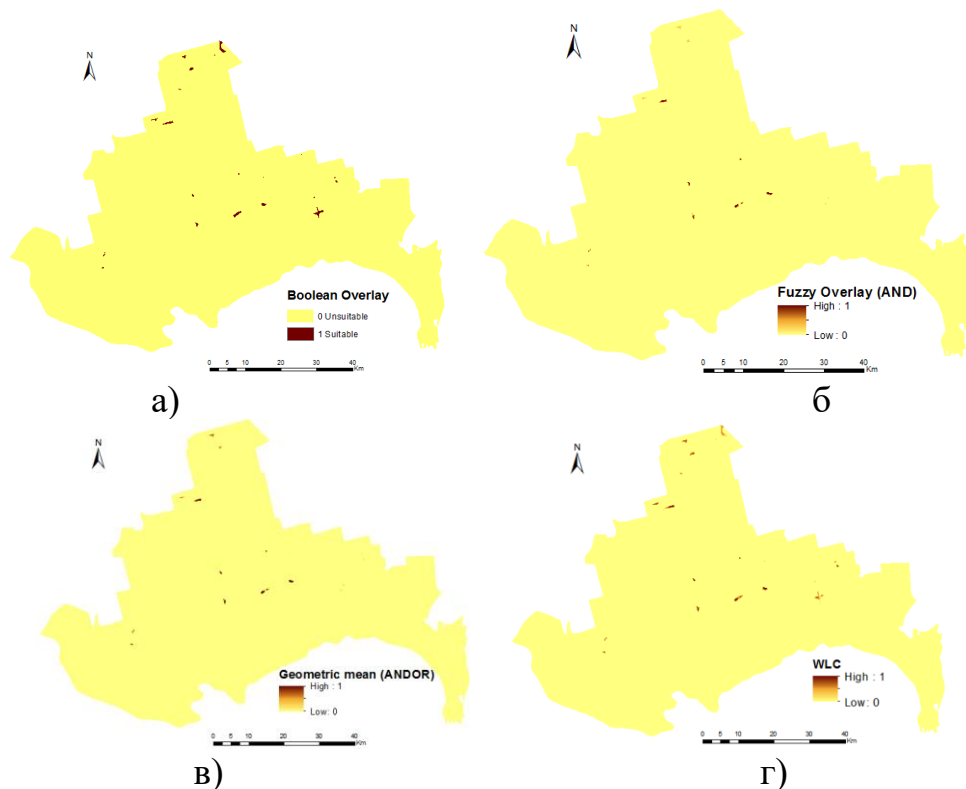 N
Boolean Overlay
0 Unsuitable
1 Suitable
0 5 10 20 30 40
Km
а)
N
Fuzzy Overlay (AND)
High : 1
Low : 0
0 5 10 20 30 40
Km
б
N
Geometric mean (ANDOR)
High : 1
Low: 0
0 5 10 20 30 40
Km
в)
N
WLC
High : 1
Low : 0
0 5 10 20 30 40
Km
г)